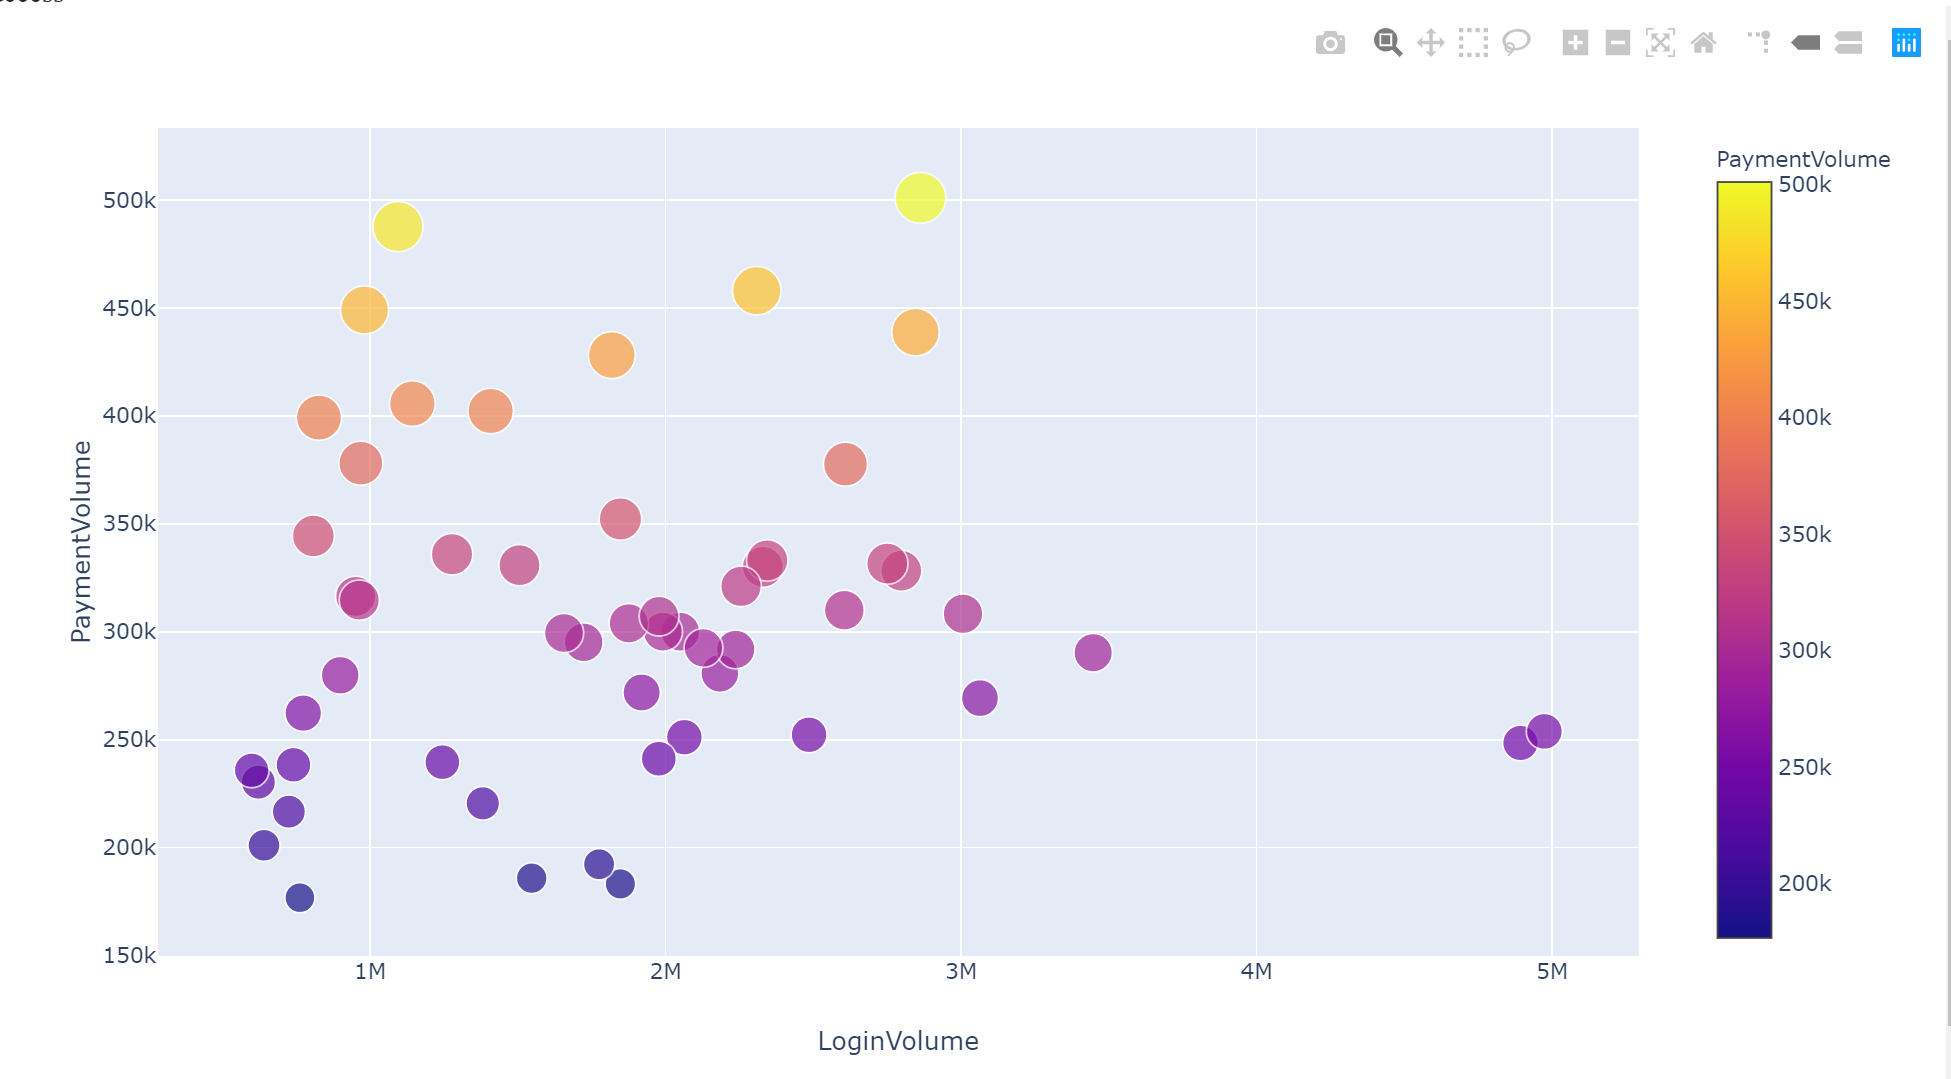 PaymentVolume
500k
450k
400k
350k
300k
250k
200k
150k
PaymentVolume
1M
2M
3M
4M
5M
LoginVolume
500k
450k
400k
350k
300k
250k
200k